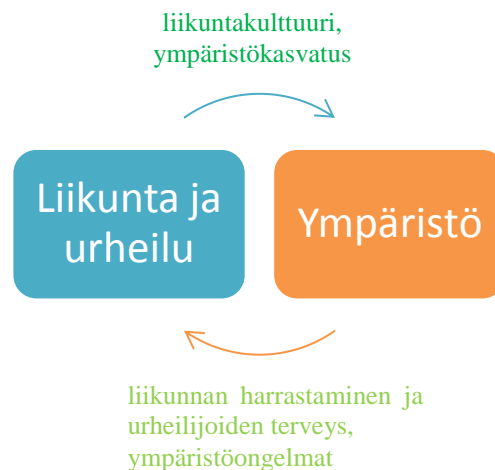 liikuntakulttuuri,
ympäristökasvatus
Liikunta ja
urheilu
Ympäristö
liikunnan harrastaminen ja
urheilijoiden terveys,
ympäristöongelmat